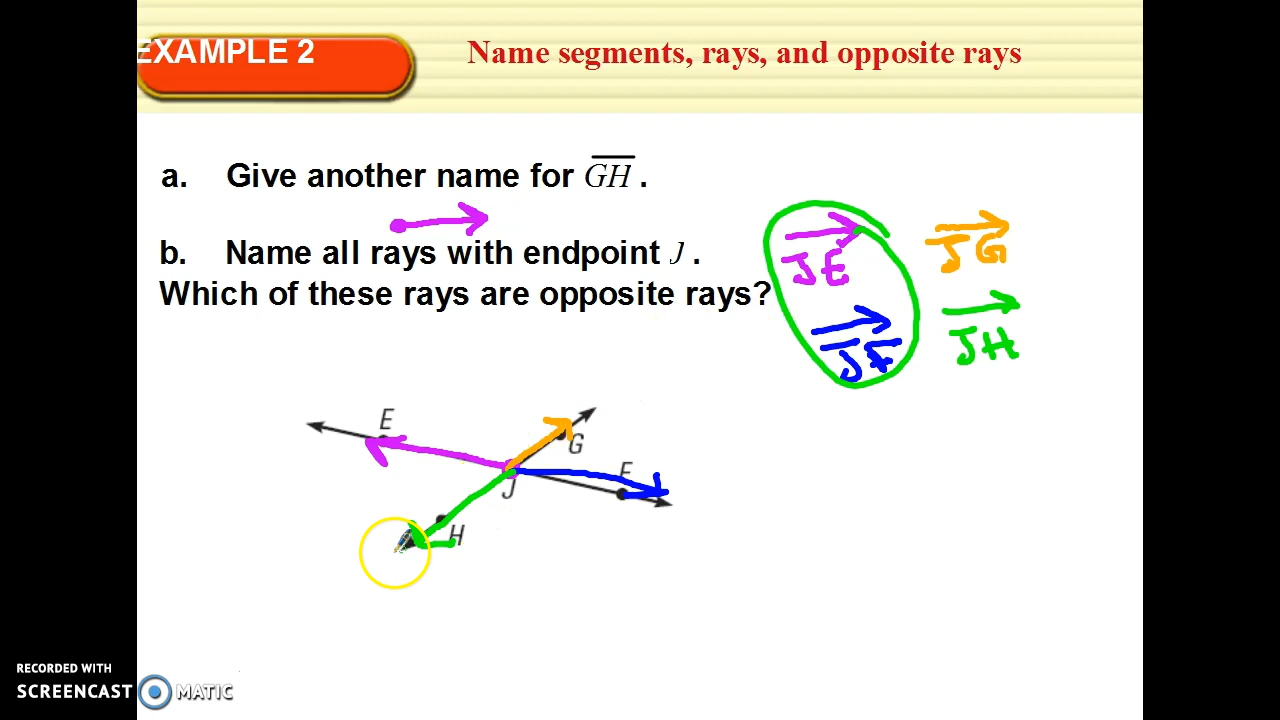 EXAMPLE 2
Name segments, rays, and opposite rays
a. Give another name for G̅H̅ .
b. Name all rays with endpoint J .
Which of these rays are opposite rays?
JE
JG
JF
JH
E
G
F
J
H
RECORDED WITH
SCREENCAST MATIC